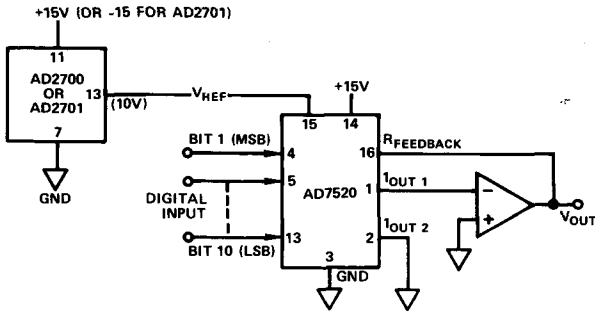 +15V (OR -15 FOR AD2701)
11
AD2700
OR
AD2701
13
(10V)
7
GND
VREF
+15V
15
14
BIT 1 (MSB)
4
5
DIGITAL
INPUT
BIT 10 (LSB)
13
AD7520
16
RFEEDBACK
1
IOUT 1
2
IOUT 2
3
GND
−
+
VOUT